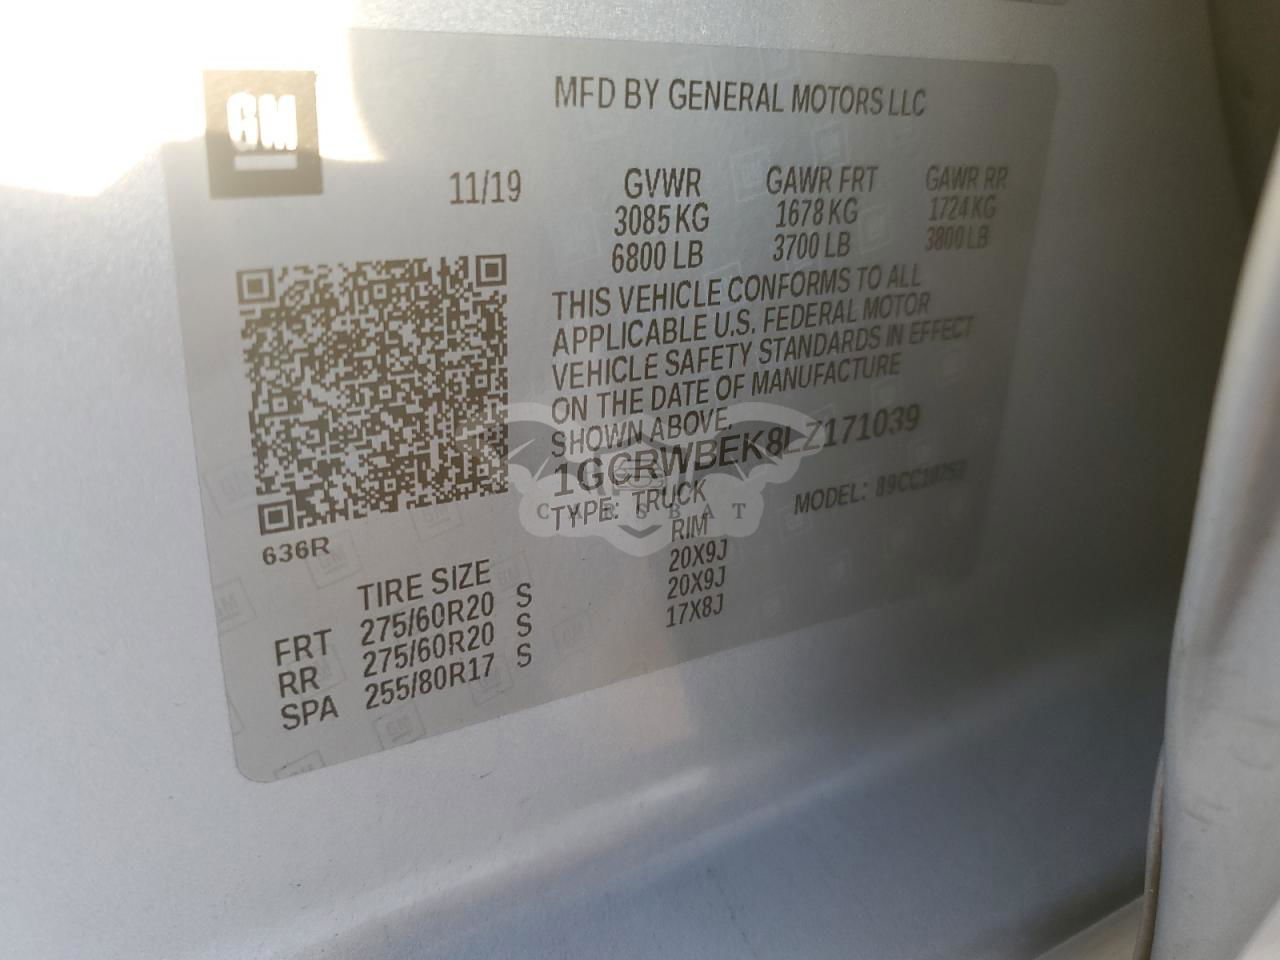 GM
MFD BY GENERAL MOTORS LLC
11/19 GVWR GAWR FRT GAWR RR
3085 KG 1678 KG 1724 KG
6800 LB 3700 LB 3800 LB
THIS VEHICLE CONFORMS TO ALL
APPLICABLE U.S. FEDERAL MOTOR
VEHICLE SAFETY STANDARDS IN EFFECT
ON THE DATE OF MANUFACTURE
SHOWN ABOVE.
1GCRWBEK8LZ171039
TYPE: TRUCK MODEL:
CARSBAT
636R
TIRE SIZE RIM
FRT 275/60R20 S 20X9J
RR 275/60R20 S 20X9J
SPA 255/80R17 S 17X8J